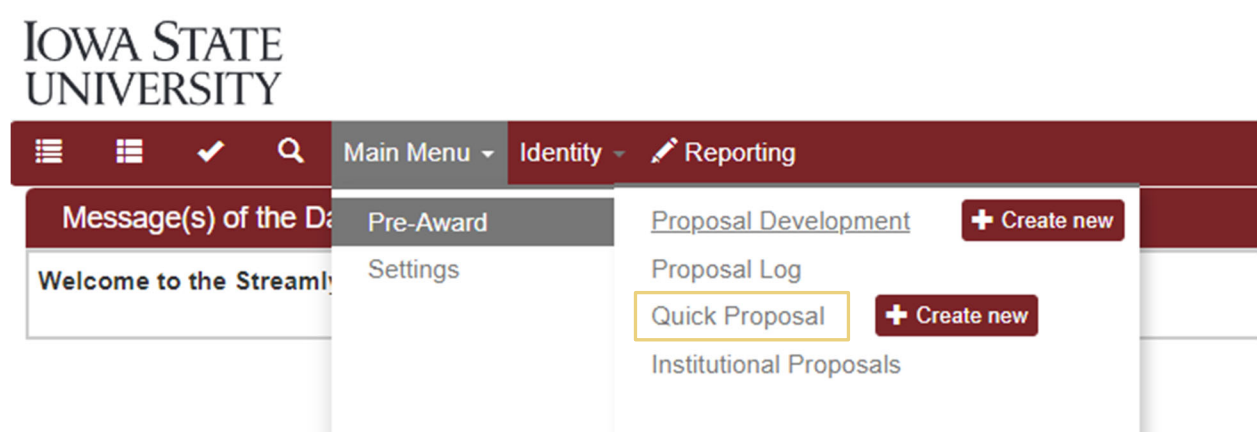 IOWA STATE
UNIVERSITY
Main Menu Identity Reporting
Message(s) of the Da
Pre-Award
Settings
Proposal Development Create new
Proposal Log
Quick Proposal Create new
Institutional Proposals
Welcome to the Streamly